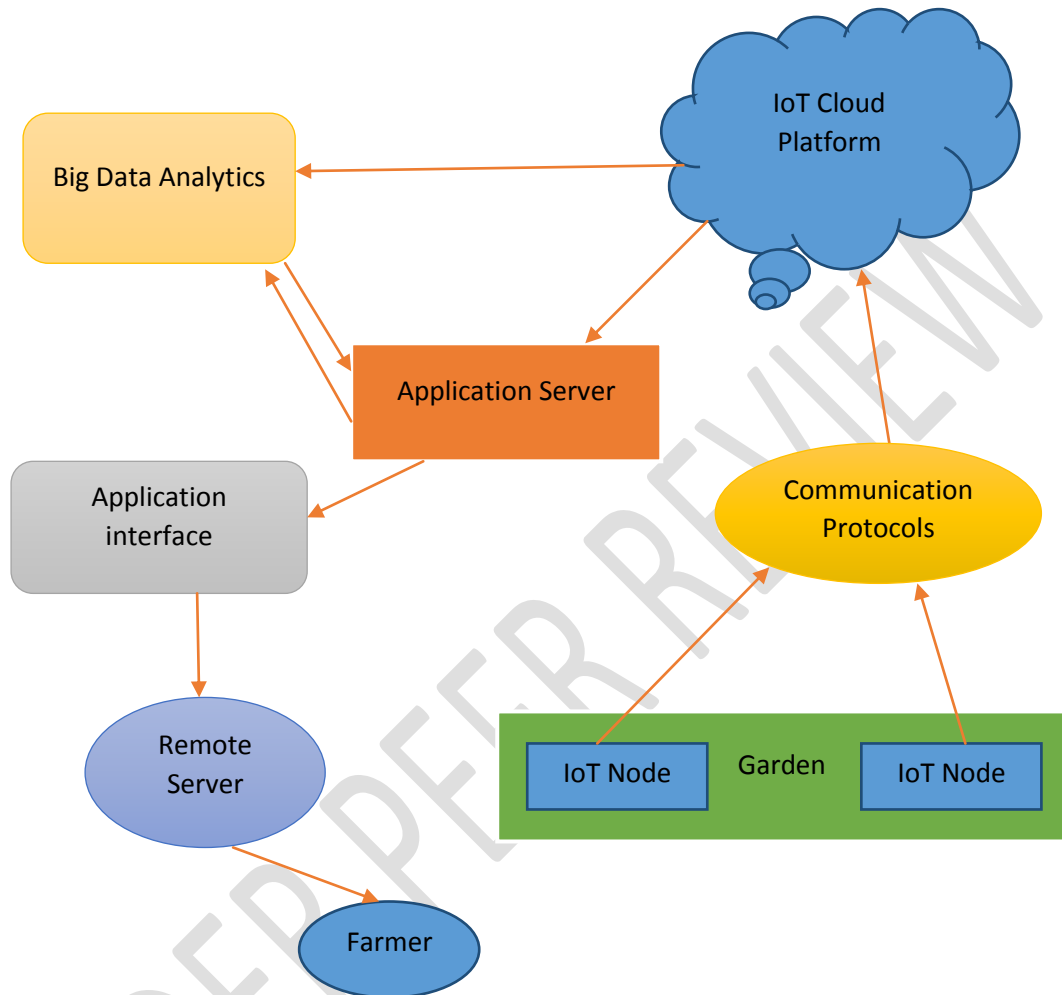 IoT Cloud
Platform
Big Data Analytics
Application Server
Application
interface
Communication
Protocols
Remote
Server
IoT Node
Garden
IoT Node
Farmer
ER PEER REVIEW